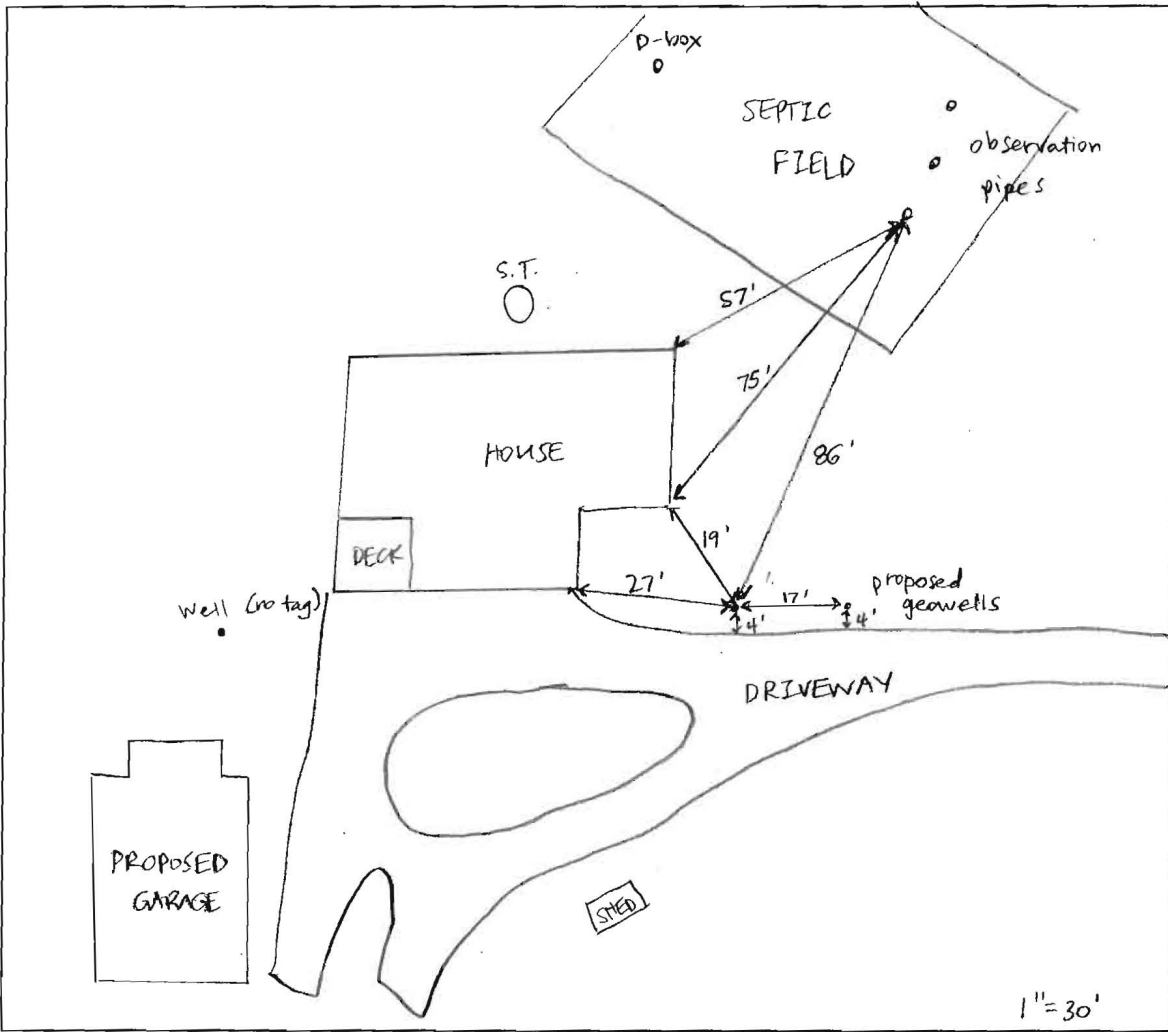 D-box
SEPTIC
FIELD
observation
pipes
S.T.
57'
75'
86'
HOUSE
DECK
19'
27'
17'
proposed
geowells
4'
4'
Well (no tag)
DRIVEWAY
PROPOSED
GARAGE
SHED
1"=30'